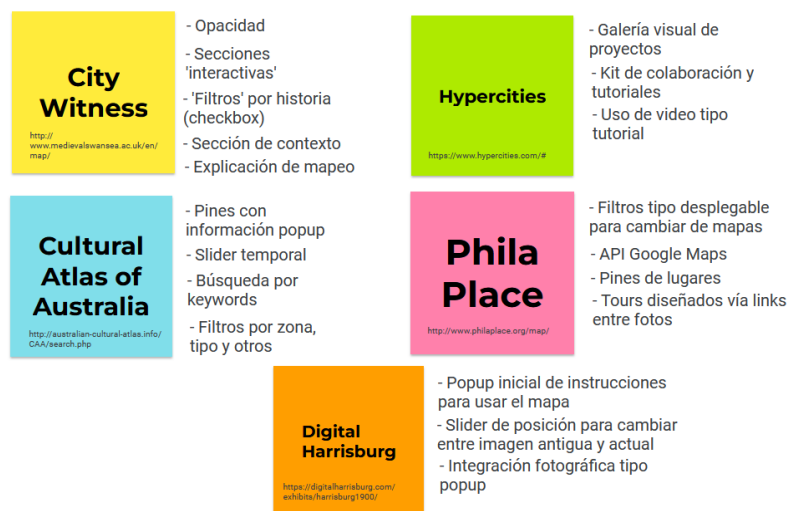 City
Witness
http://
www.medievalswansea.ac.uk/en/
map/
- Opacidad
- Secciones
'interactivas'
- 'Filtros' por historia
(checkbox)
- Sección de contexto
- Explicación de mapeo
Hypercities
https://www.hypercities.com/#
- Galería visual de
proyectos
- Kit de colaboración y
tutoriales
- Uso de video tipo
tutorial
Cultural
Atlas of
Australia
http://australian-cultural-atlas.info/
CAA/search.php
- Pines con
información popup
- Slider temporal
- Búsqueda por
keywords
- Filtros por zona,
tipo y otros
Phila
Place
http://www.philaplace.org/map/
- Filtros tipo desplegable
para cambiar de mapas
- API Google Maps
- Pines de lugares
- Tours diseñados vía links
entre fotos
Digital
Harrisburg
https://digitalharrisburg.com/
exhibits/harrisburg1900/
- Popup inicial de instrucciones
para usar el mapa
- Slider de posición para cambiar
entre imagen antigua y actual
- Integración fotográfica tipo
popup